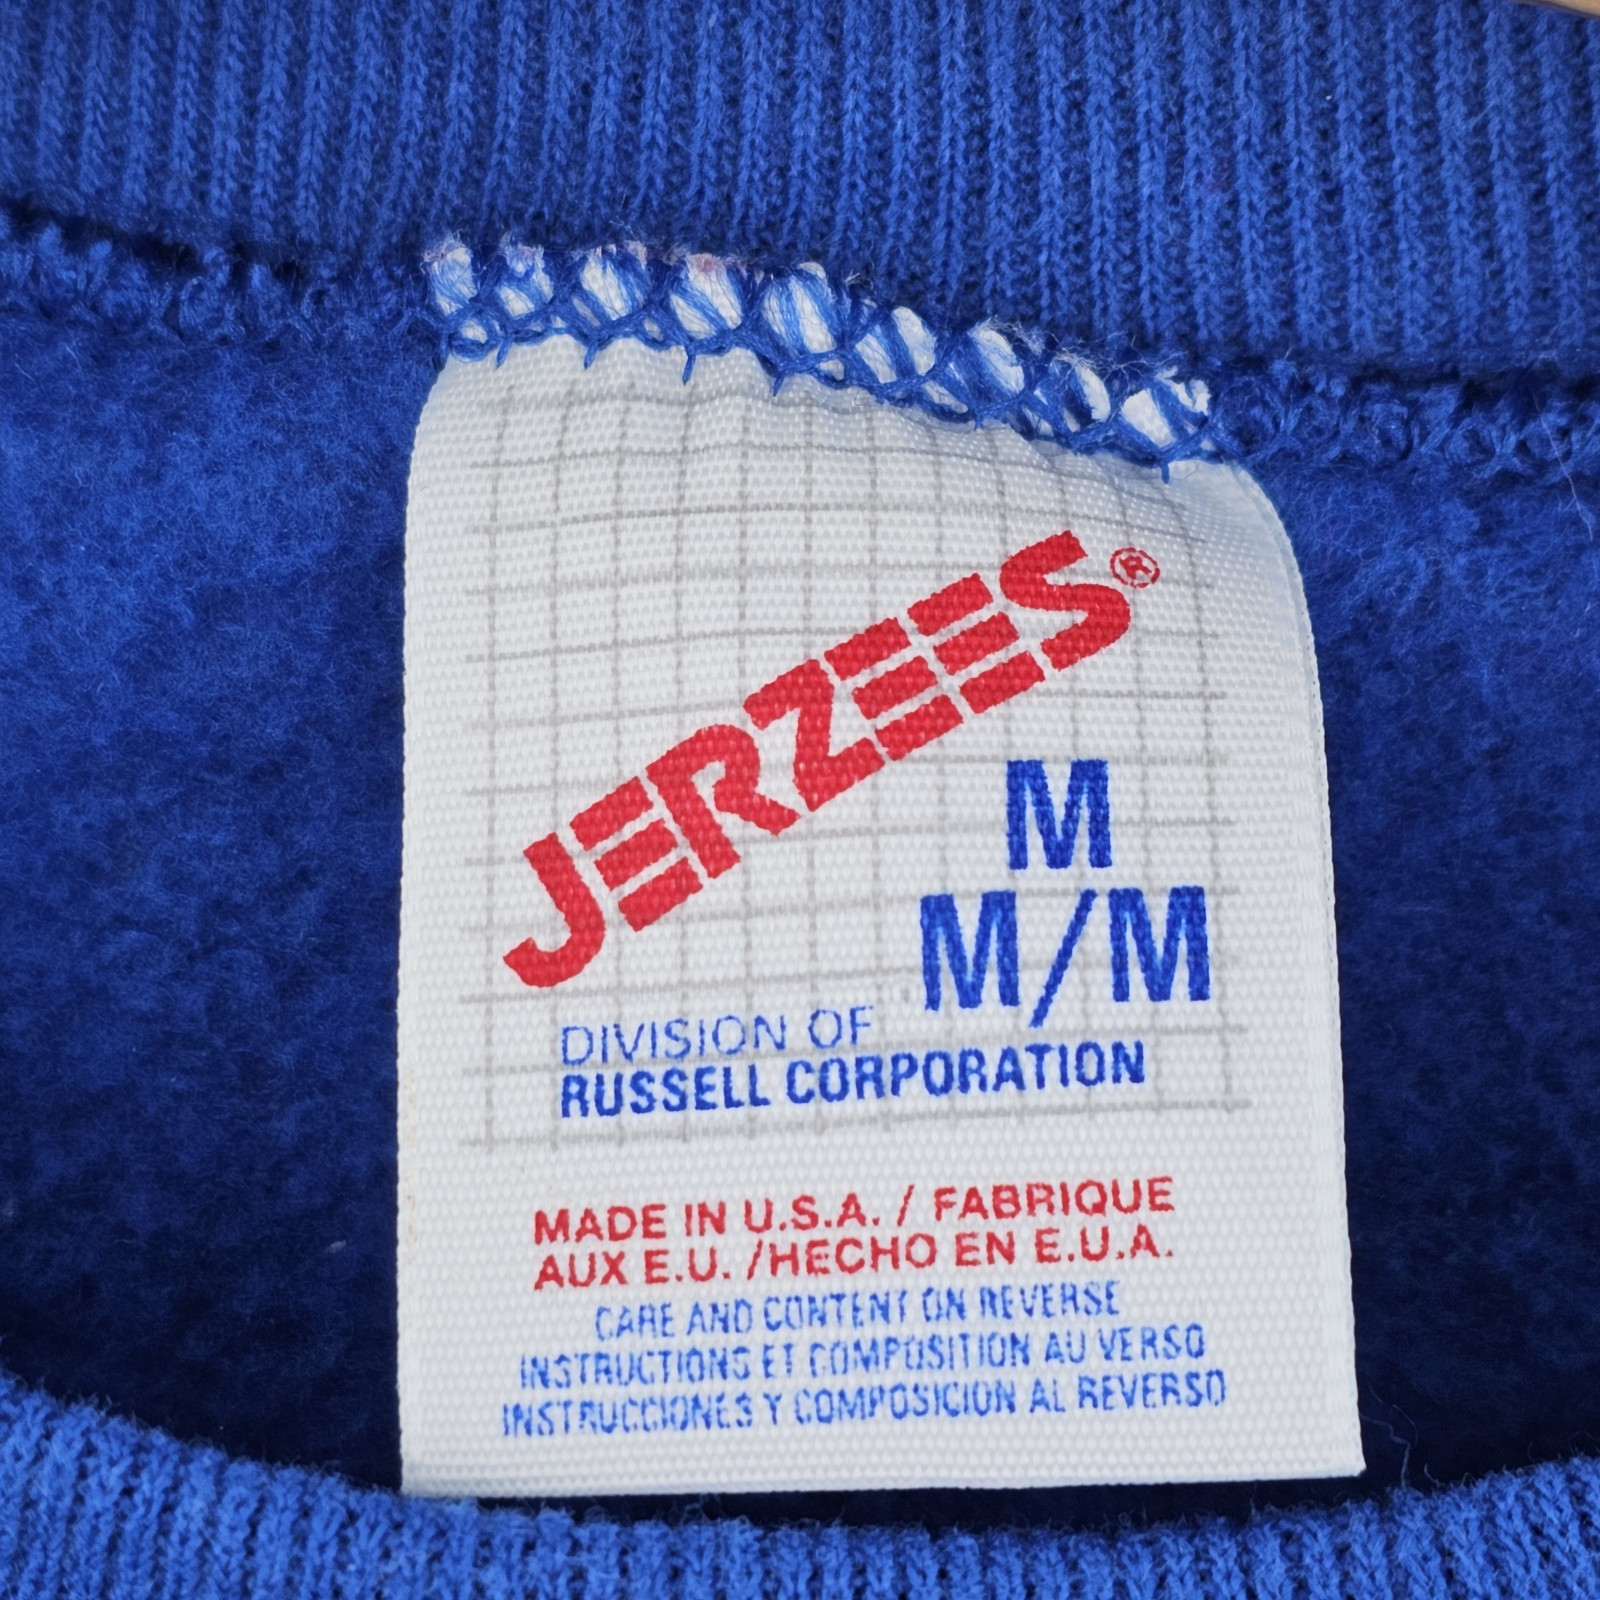 JERZEES®
M
M/M
DIVISION OF
RUSSELL CORPORATION
MADE IN U.S.A. / FABRIQUE
AUX E.U. /HECHO EN E.U.A.
CARE AND CONTENT ON REVERSE
INSTRUCTIONS ET COMPOSITION AU VERSO
INSTRUCCIONES Y COMPOSICION AL REVERSO